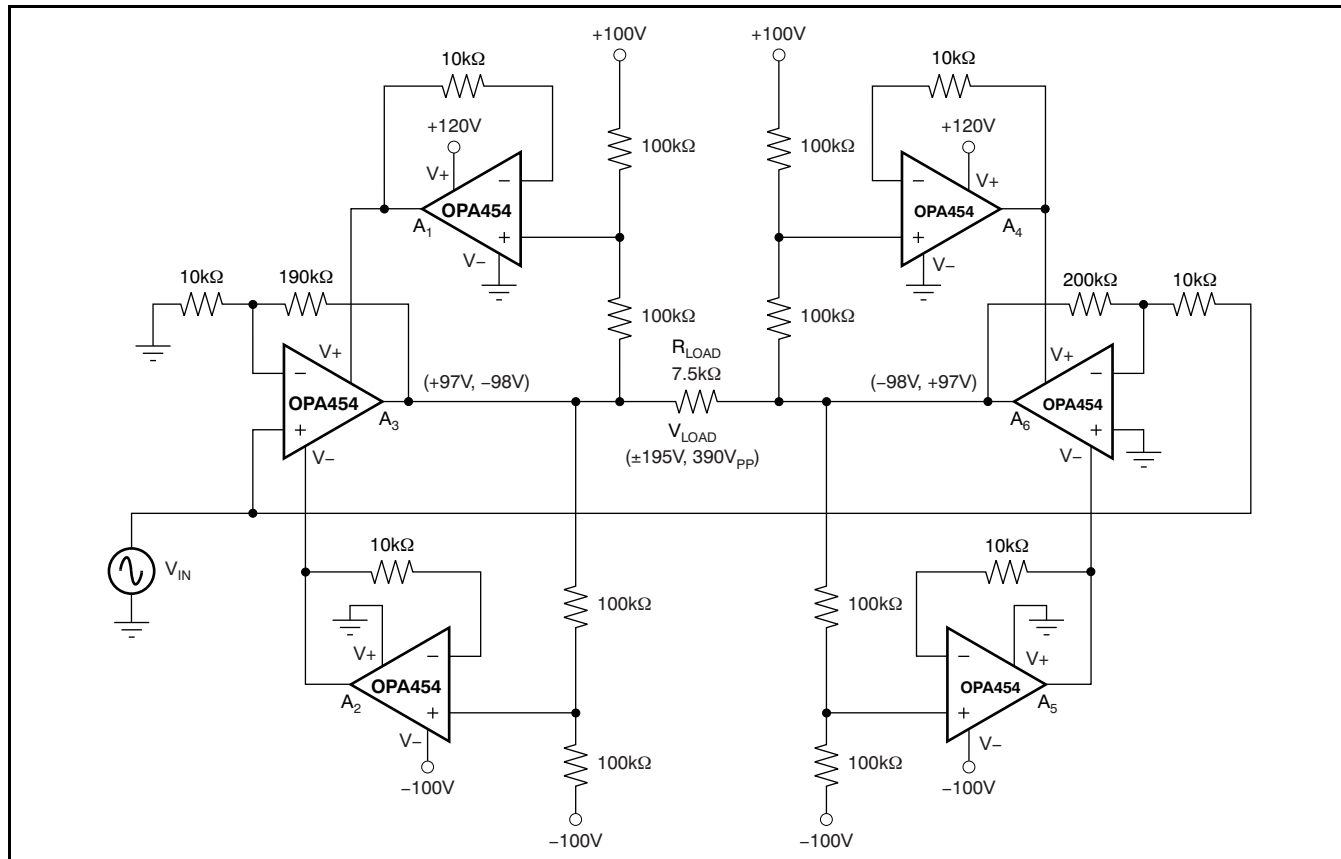 +100V
+100V
10kΩ
10kΩ
+120V
+120V
100kΩ
100kΩ
V+
V+
−
−
OPA454
OPA454
A1
+
+
A4
V−
V−
10kΩ
190kΩ
200kΩ
10kΩ
100kΩ
100kΩ
V+
RLOAD
V+
7.5kΩ
−
(+97V, −98V)
(−98V, +97V)
−
OPA454
OPA454
A3
A6
+
VLOAD
+
V−
(±195V, 390VPP)
V−
10kΩ
10kΩ
VIN
100kΩ
100kΩ
V+
V+
−
−
OPA454
OPA454
A2
+
+
A5
V−
V−
100kΩ
100kΩ
−100V
−100V
−100V
−100V